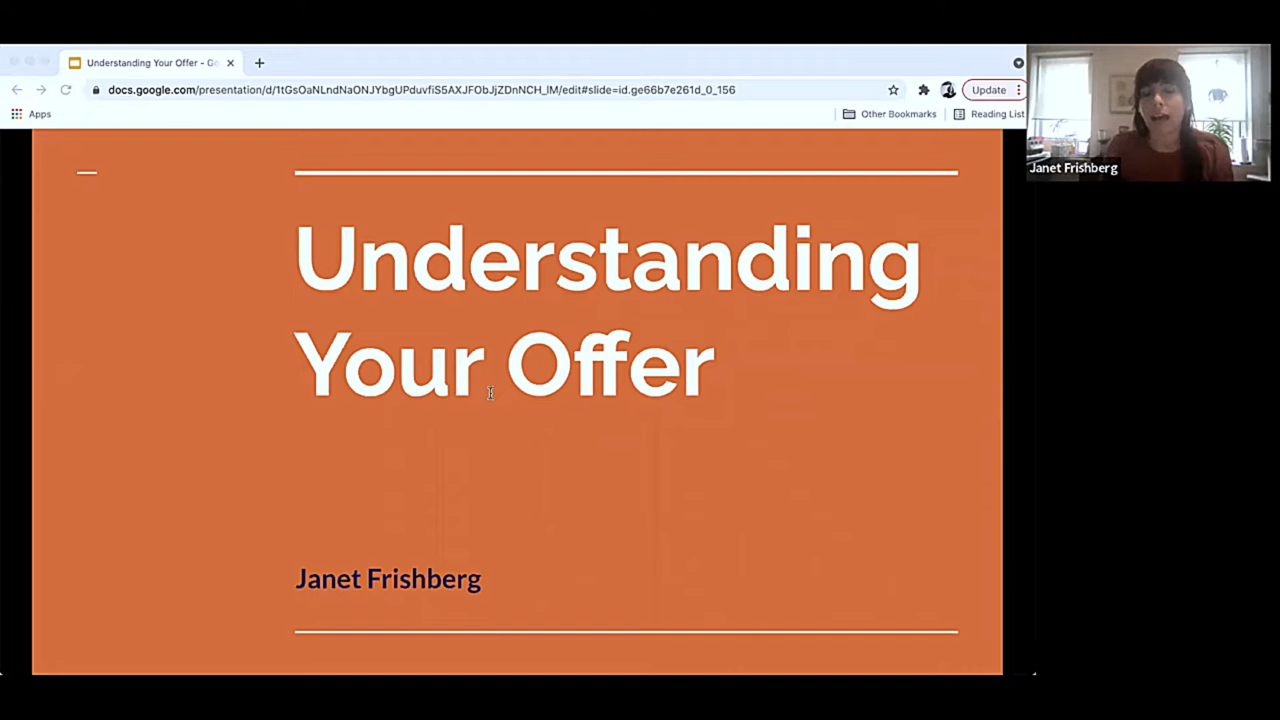 Understanding Your Offer - Go
docs.google.com/presentation/d/1tGsOaNLndNaONJYbgUPduvfiS5AXJFObJjZDnNCH_lM/edit#slide=id.ge66b7e261d_0_156
Update
Apps
Other Bookmarks
Reading List
Janet Frishberg
Understanding
Your Offer
Janet Frishberg